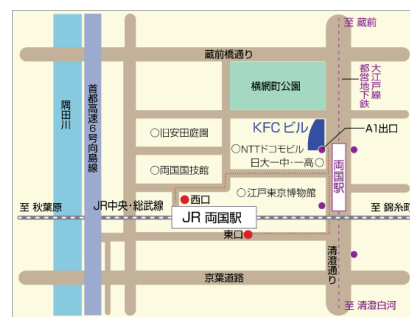 至 蔵前
蔵前橋通り
大江戸線
都営地下鉄
隅田川
首都高速6号向島線
横網町公園
KFCビル
A1出口
○旧安田庭園
○NTTドコモビル
日大一中・一高○
○両国国技館
両国駅
○江戸東京博物館
西口
至 秋葉原
JR中央・総武線
JR 両国駅
至 錦糸町
東口
清澄通り
京葉道路
至 清澄白河